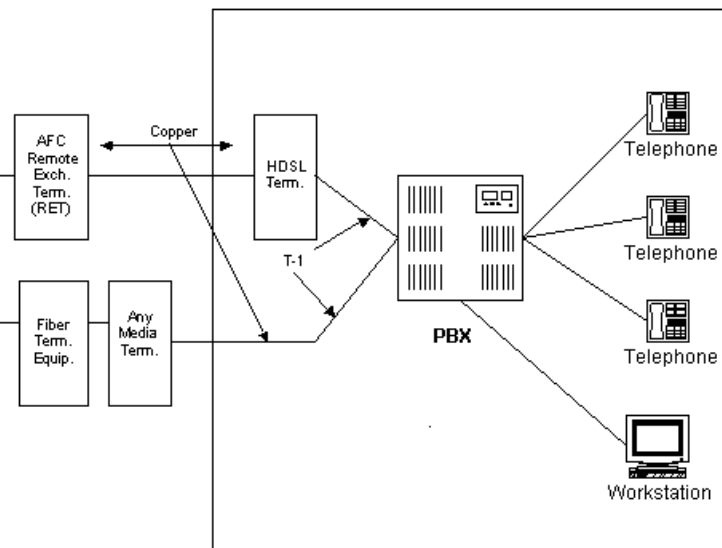 Copper
AFC
Remote
Exch.
Term.
(RET)
HDSL
Term.
T-1
Fiber
Term.
Equip.
Any
Media
Term.
PBX
Telephone
Telephone
Telephone
Workstation